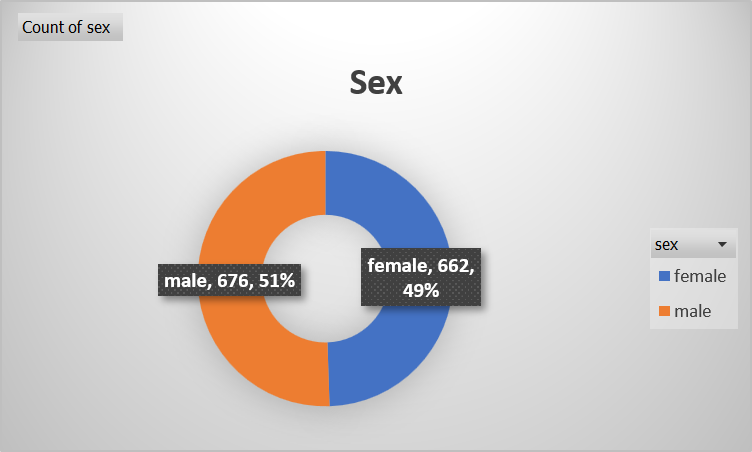 Count of sex
Sex
male, 676, 51%
female, 662,
49%
sex
female
male